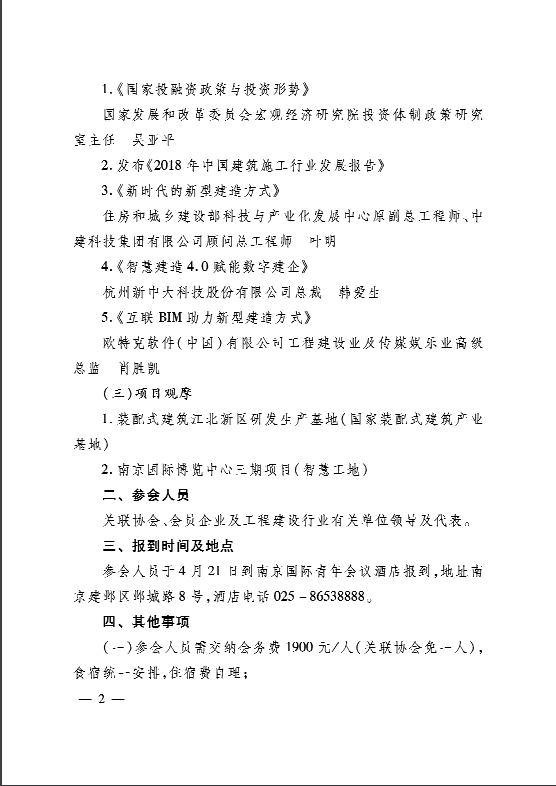 1.《国家投融资政策与投资形势》
国家发展和改革委员会宏观经济研究院投资体制政策研究
室主任　吴亚平
2.发布《2018年中国建筑施工行业发展报告》
3.《新时代的新型建造方式》
住房和城乡建设部科技与产业化发展中心原副总工程师、中
建科技集团有限公司顾问总工程师　叶明
4.《智慧建造4.0赋能数字建企》
杭州新中大科技股份有限公司总裁　韩爱生
5.《互联BIM助力新型建造方式》
欧特克软件(中国)有限公司工程建设业及传媒娱乐业高级
总监　肖胜凯
(三)项目观摩
1.装配式建筑江北新区研发生产基地(国家装配式建筑产业
基地)
2.南京国际博览中心三期项目(智慧工地)
二、参会人员
关联协会、会员企业及工程建设行业有关单位领导及代表。
三、报到时间及地点
参会人员于4月21日到南京国际青年会议酒店报到,地址南
京建邺区邺城路8号,酒店电话025－86538888。
四、其他事项
(一)参会人员需交纳会务费1900元/人(关联协会免一人),
食宿统一安排,住宿费自理;
— 2 —